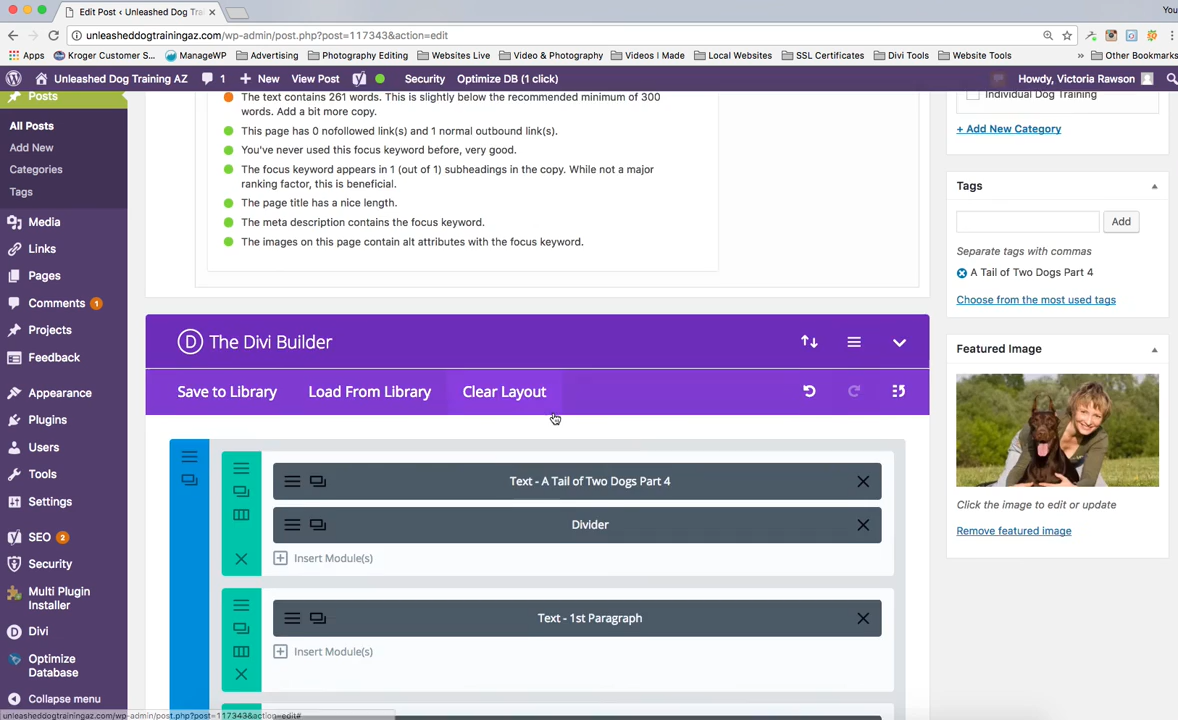 Edit Post ‹ Unleashed Dog Tra
You
unleasheddogtrainingaz.com/wp-admin/post.php?post=117343&action=edit
Apps
Kroger Customer S...
ManageWP
Advertising
Photography Editing
Websites Live
Video & Photography
Videos I Made
Local Websites
SSL Certificates
Divi Tools
Website Tools
»
Other Bookmarks
Unleashed Dog Training AZ
1
New
View Post
Security
Optimize DB (1 click)
Howdy, Victoria Rawson
Posts
All Posts
Add New
Categories
Tags
Media
Links
Pages
Comments 1
Projects
Feedback
Appearance
Plugins
Users
Tools
Settings
SEO 2
Security
Multi Plugin
Installer
Divi
Optimize
Database
Collapse menu
The text contains 261 words. This is slightly below the recommended minimum of 300
words. Add a bit more copy.
This page has 0 nofollowed link(s) and 1 normal outbound link(s).
You've never used this focus keyword before, very good.
The focus keyword appears in 1 (out of 1) subheadings in the copy. While not a major
ranking factor, this is beneficial.
The page title has a nice length.
The meta description contains the focus keyword.
The images on this page contain alt attributes with the focus keyword.
D The Divi Builder
Save to Library
Load From Library
Clear Layout
Text - A Tail of Two Dogs Part 4
Divider
Insert Module(s)
Text - 1st Paragraph
Insert Module(s)
Individual Dog Training
+ Add New Category
Tags
Add
Separate tags with commas
A Tail of Two Dogs Part 4
Choose from the most used tags
Featured Image
Click the image to edit or update
Remove featured image
unleasheddogtrainingaz.com/wp-admin/post.php?post=117343&action=edit#